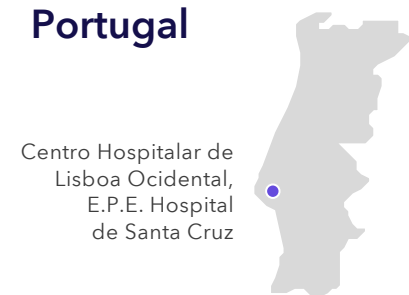 Portugal
Centro Hospitalar de
Lisboa Ocidental,
E.P.E. Hospital
de Santa Cruz